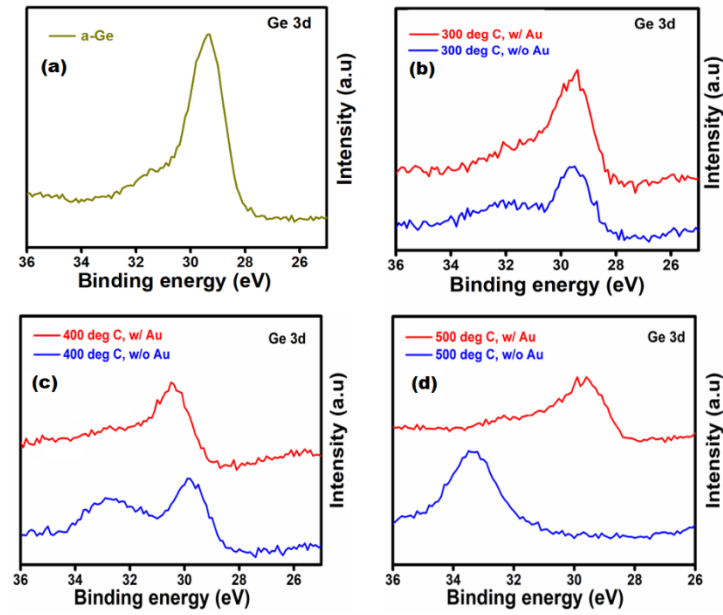 Ge 3d
a-Ge
(a)
Intensity (a.u)
36 34 32 30 28 26
Binding energy (eV)
Ge 3d
300 deg C, w/ Au
300 deg C, w/o Au
(b)
Intensity (a.u)
36 34 32 30 28 26
Binding energy (eV)
400 deg C, w/ Au
400 deg C, w/o Au
Ge 3d
(c)
Intensity (a.u)
36 34 32 30 28 26
Binding energy (eV)
500 deg C, w/ Au
500 deg C, w/o Au
Ge 3d
(d)
Intensity (a.u)
36 34 32 30 28 26
Binding energy (eV)